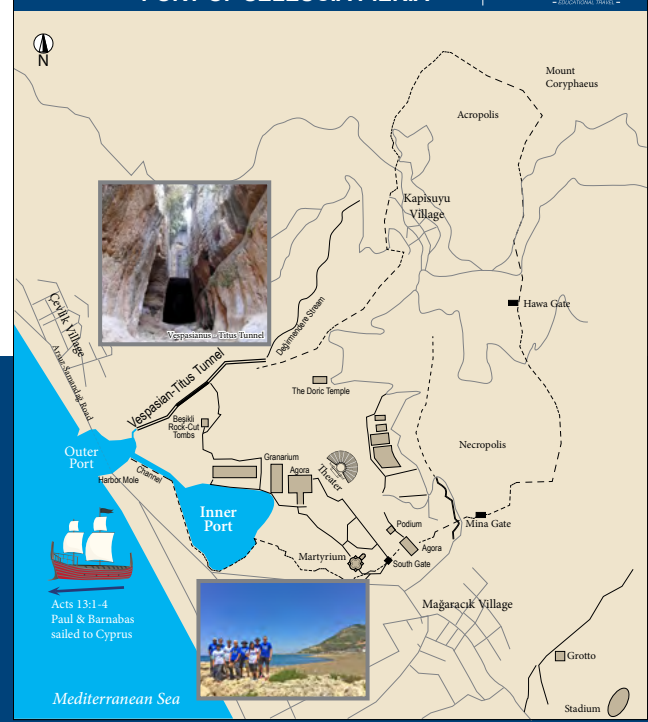 EDUCATIONAL TRAVEL
N
Mount
Coryphaeus
Acropolis
Kapisuyu
Village
Hawa Gate
Vespasianus - Titus Tunnel
Değirmendere Stream
Çevlik Village
Arsuz Samandağ Road
Vespasian-Titus Tunnel
The Doric Temple
Beşikli
Rock-Cut
Tombs
Necropolis
Outer
Port
Harbor Mole
Channel
Granarium
Agora
Theater
Inner
Port
Podium
Mina Gate
Agora
Martyrium
South Gate
Acts 13:1-4
Paul & Barnabas
sailed to Cyprus
Mağaracık Village
Grotto
Mediterranean Sea
Stadium